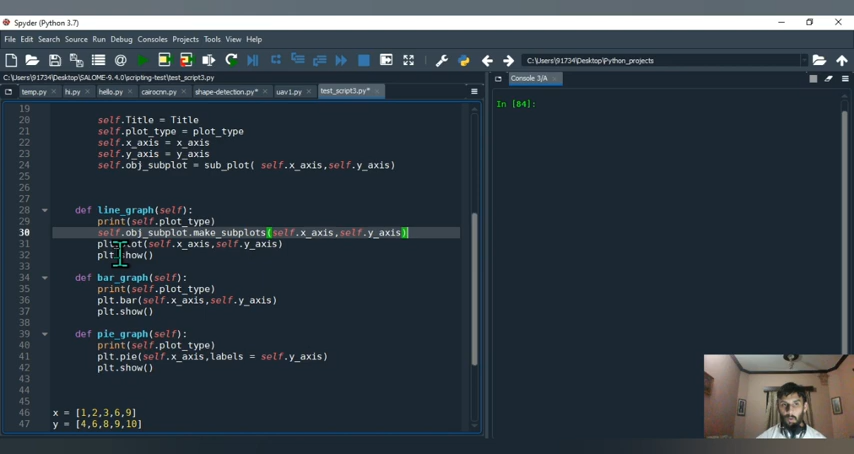 Spyder (Python 3.7)
File Edit Search Source Run Debug Consoles Projects Tools View Help
C:\Users\91734\Desktop\Python_projects
C:\Users\91734\Desktop\SALOME-9.4.0\scripting-test\test_script3.py
Console 3/A
temp.py hi.py hello.py cairocnn.py shape-detection.py* uav1.py test_script3.py*
In [84]:
19
20 self.Title = Title
21 self.plot_type = plot_type
22 self.x_axis = x_axis
23 self.y_axis = y_axis
24 self.obj_subplot = sub_plot( self.x_axis,self.y_axis)
25
26
27
28 def line_graph(self):
29 print(self.plot_type)
30 self.obj_subplot.make_subplots(self.x_axis,self.y_axis)
31 plt.plot(self.x_axis,self.y_axis)
32 plt.show()
33
34 def bar_graph(self):
35 print(self.plot_type)
36 plt.bar(self.x_axis,self.y_axis)
37 plt.show()
38
39 def pie_graph(self):
40 print(self.plot_type)
41 plt.pie(self.x_axis,labels = self.y_axis)
42 plt.show()
43
44
45
46 x = [1,2,3,6,9]
47 y = [4,6,8,9,10]